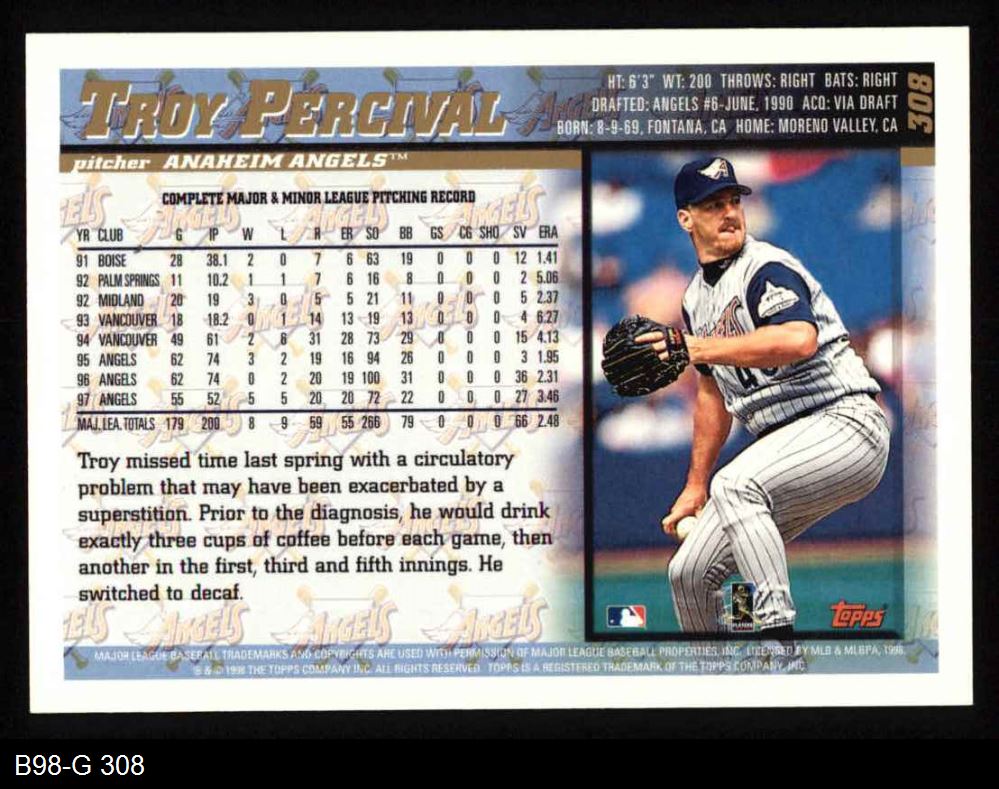 TROY PERCIVAL
HT: 6'3" WT: 200 THROWS: RIGHT BATS: RIGHT
DRAFTED: ANGELS #6-JUNE, 1990 ACQ: VIA DRAFT
BORN: 8-9-69, FONTANA, CA HOME: MORENO VALLEY, CA
308
pitcher ANAHEIM ANGELS™
COMPLETE MAJOR & MINOR LEAGUE PITCHING RECORD
YR CLUB G IP W L R ER SO BB GS CG SHO SV ERA
91 BOISE 28 38.1 2 0 7 6 63 19 0 0 0 12 1.41
92 PALM SPRINGS 11 10.2 1 1 7 6 16 8 0 0 0 2 5.06
92 MIDLAND 20 19 3 0 5 5 21 11 0 0 0 5 2.37
93 VANCOUVER 18 18.2 0 1 14 13 19 13 0 0 0 4 6.27
94 VANCOUVER 49 61 2 6 31 28 73 29 0 0 0 15 4.13
95 ANGELS 62 74 3 2 19 16 94 26 0 0 0 3 1.95
96 ANGELS 62 74 0 2 20 19 100 31 0 0 0 36 2.31
97 ANGELS 55 52 5 5 20 20 72 22 0 0 0 27 3.46
MAJ. LEA. TOTALS 179 200 8 9 59 55 266 79 0 0 0 66 2.48
Troy missed time last spring with a circulatory
problem that may have been exacerbated by a
superstition. Prior to the diagnosis, he would drink
exactly three cups of coffee before each game, then
another in the first, third and fifth innings. He
switched to decaf.
topps
MAJOR LEAGUE BASEBALL TRADEMARKS AND COPYRIGHTS ARE USED WITH PERMISSION OF MAJOR LEAGUE BASEBALL PROPERTIES, INC. LICENSED BY MLB & MLBPA, 1998.
® & © 1998 THE TOPPS COMPANY, INC. ALL RIGHTS RESERVED. TOPPS IS A REGISTERED TRADEMARK OF THE TOPPS COMPANY, INC.
B98-G 308